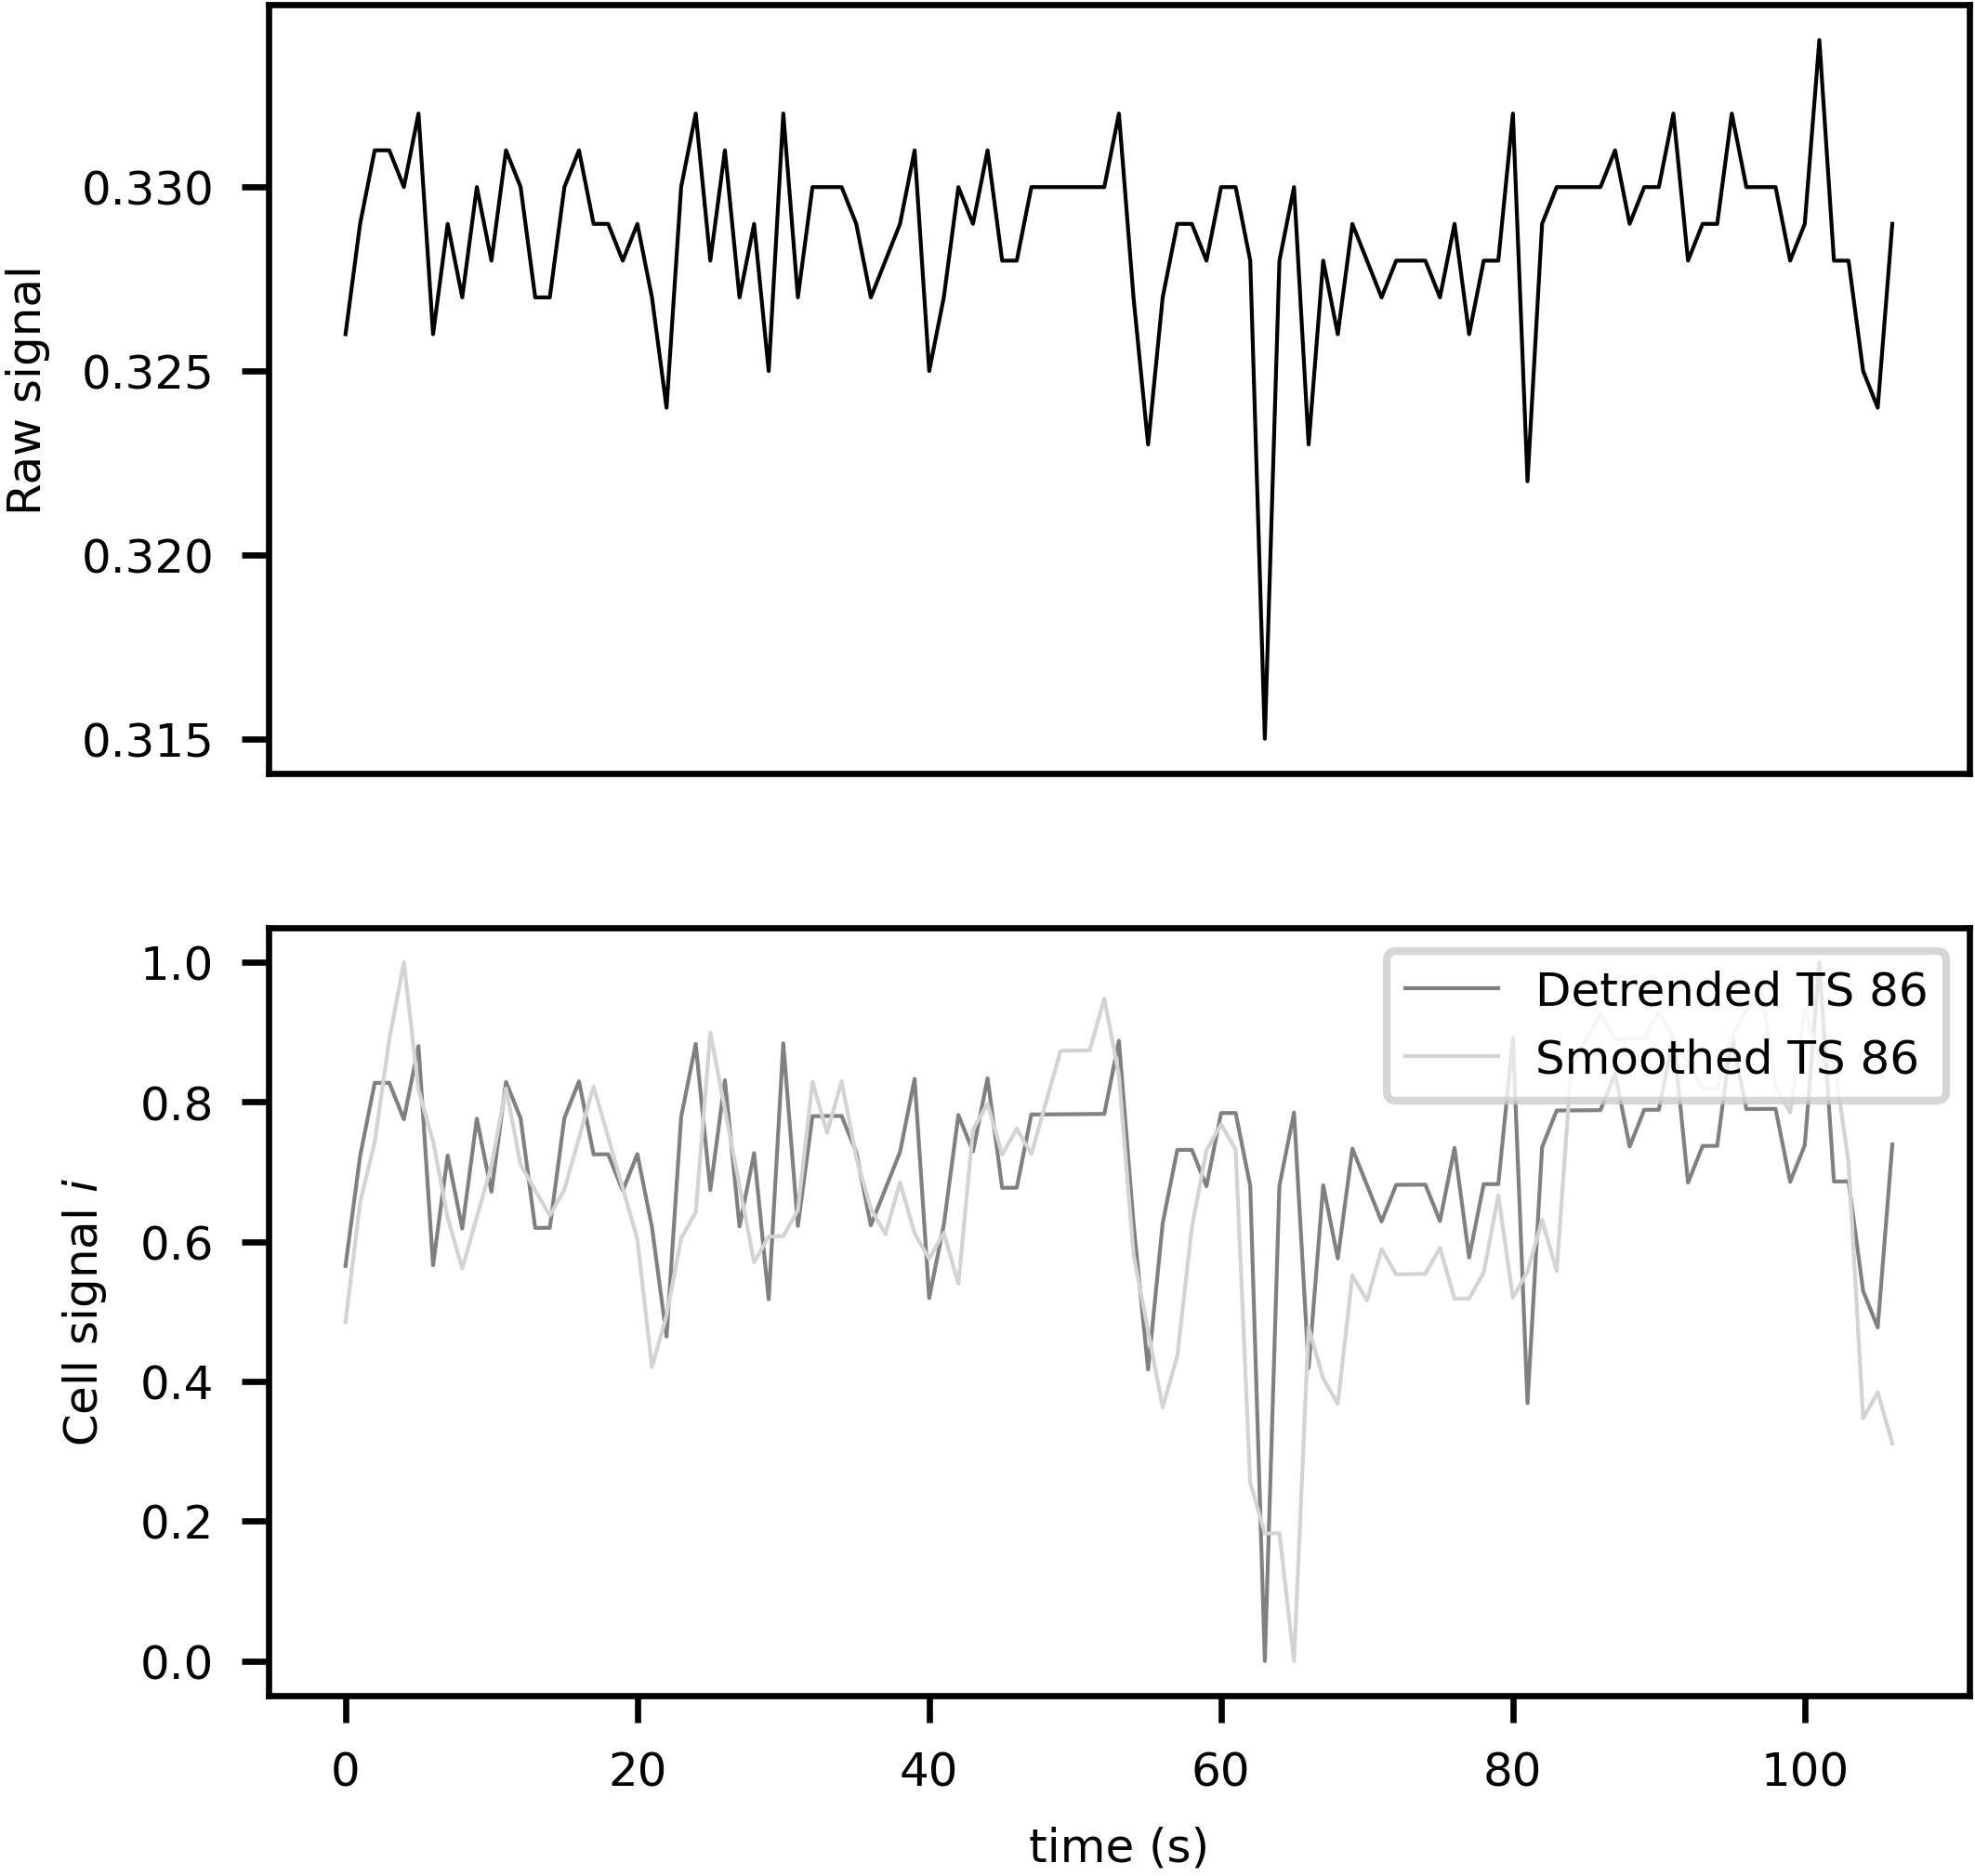 Raw signal
0.330
0.325
0.320
0.315
Cell signal i
1.0
0.8
0.6
0.4
0.2
0.0
Detrended TS 86
Smoothed TS 86
0 20 40 60 80 100
time (s)